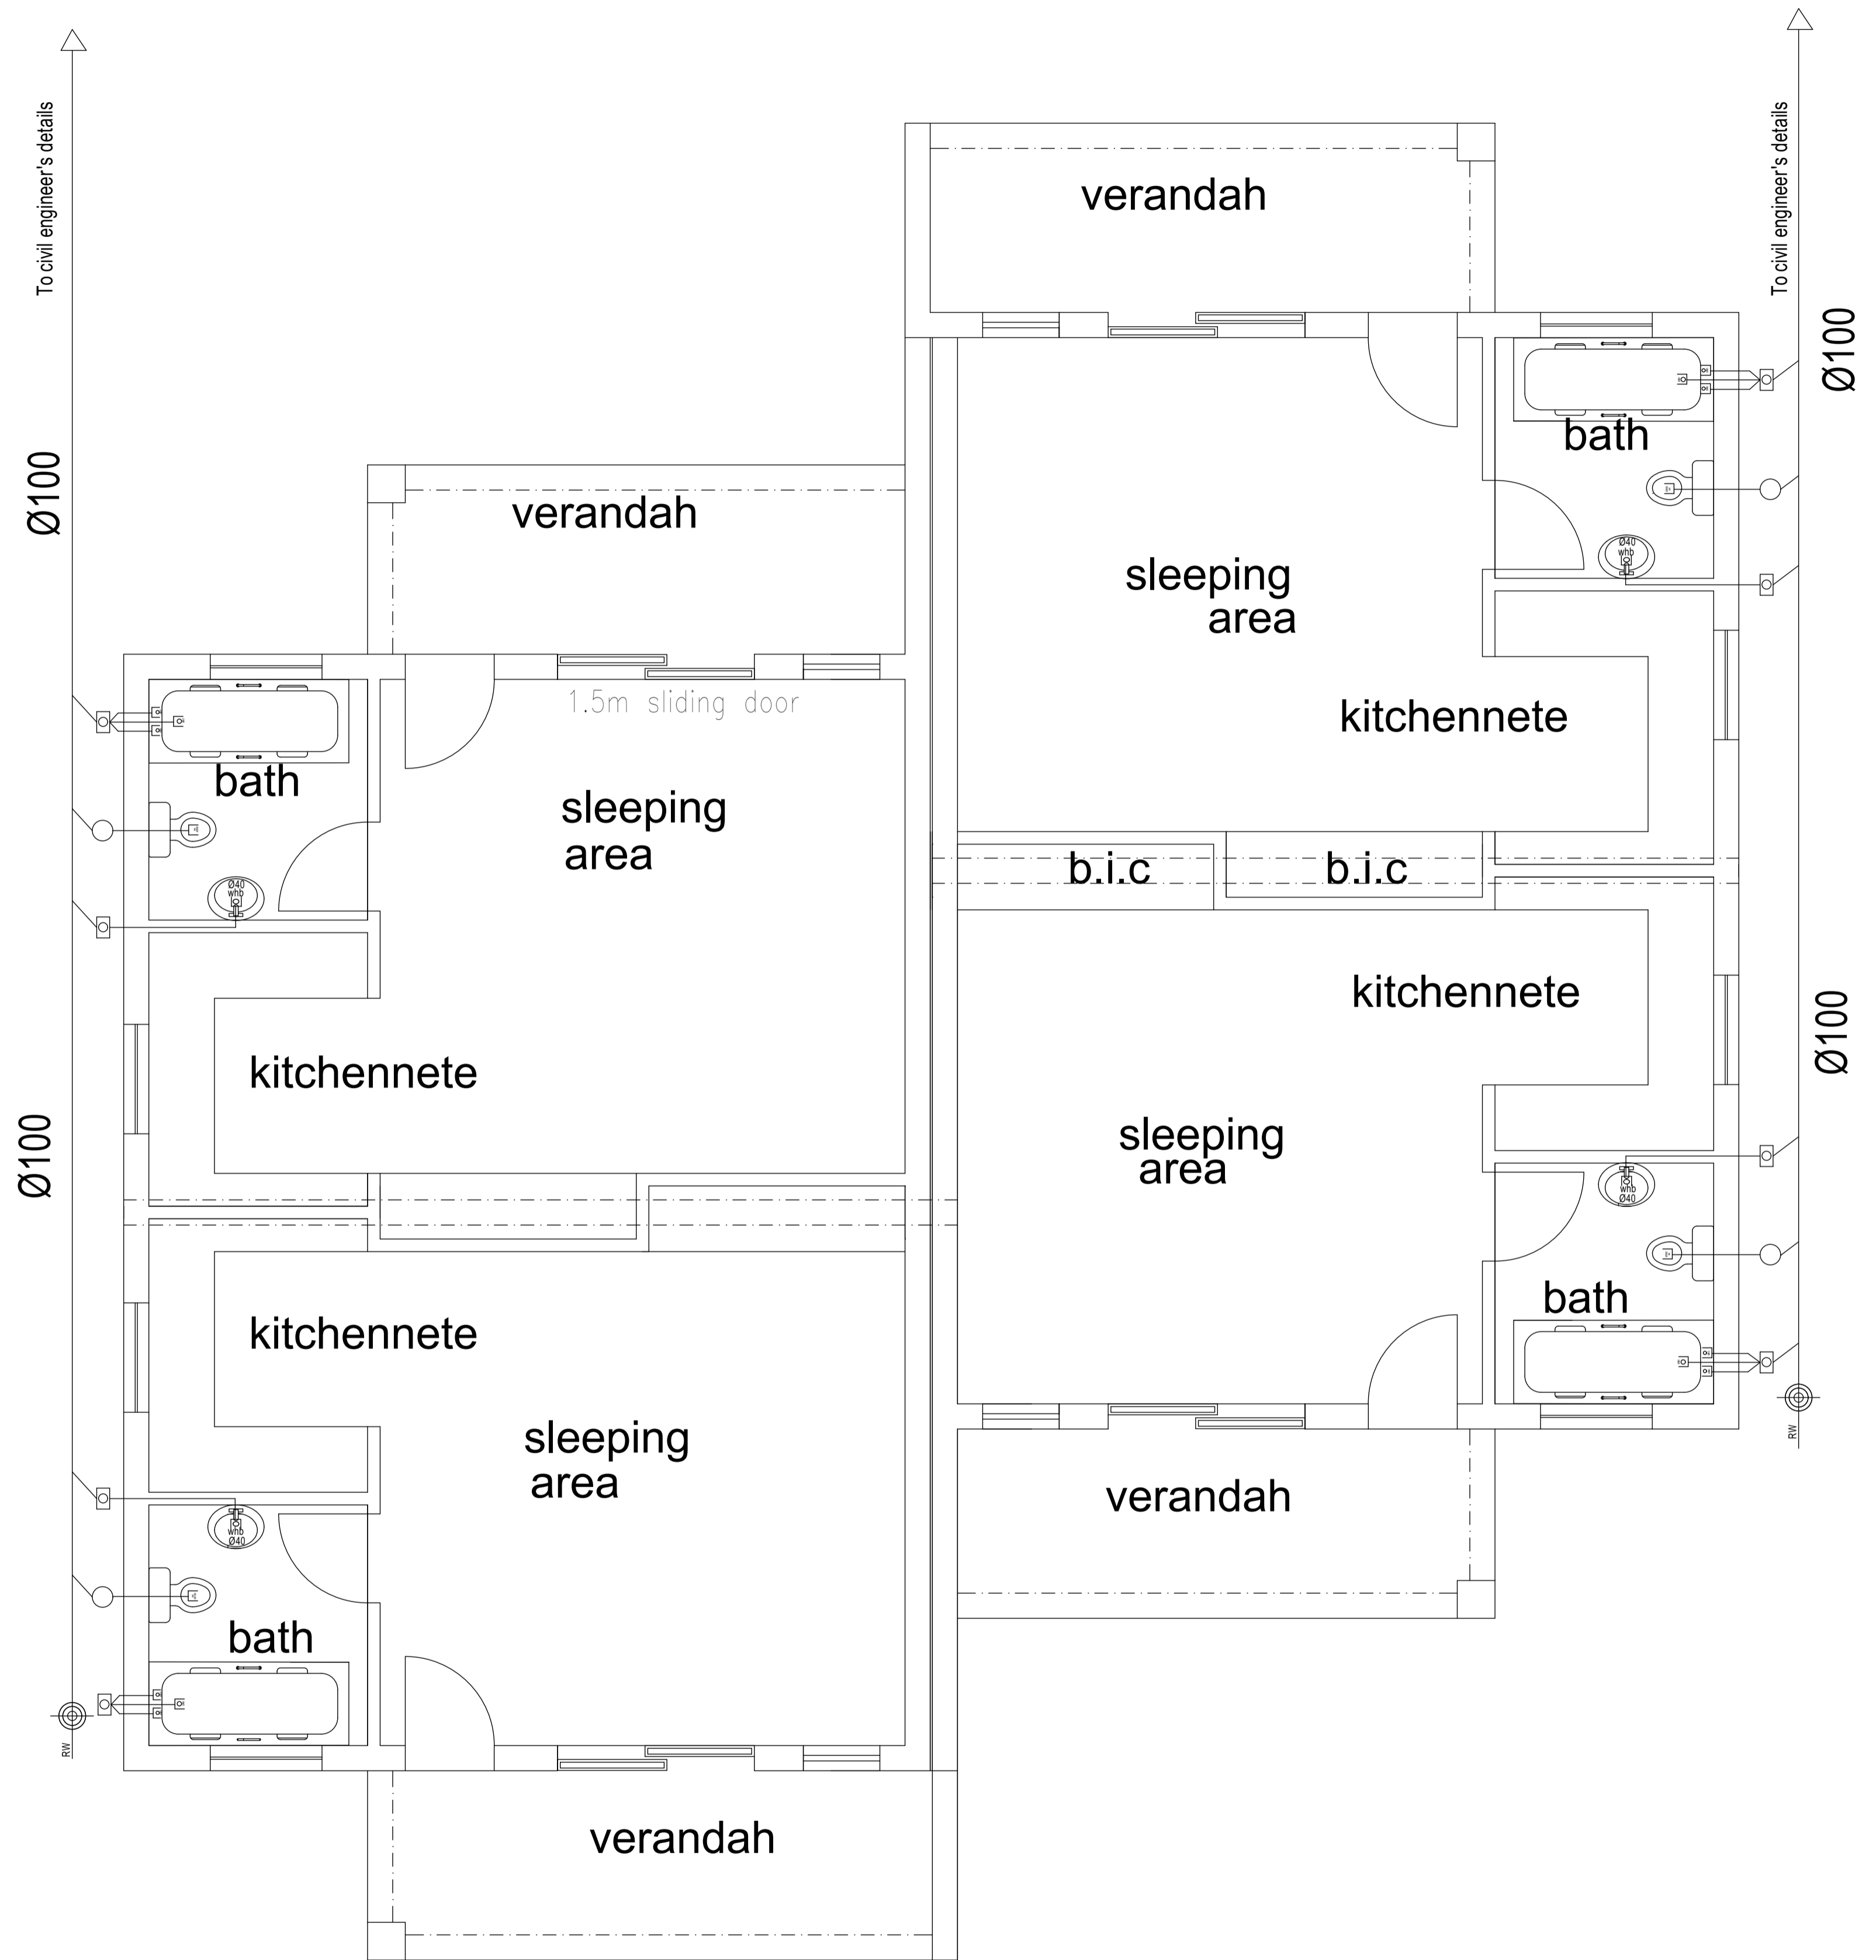 To civil engineer's details
To civil engineer's details
verandah
Ø100
bath
Ø100
verandah
Ø40
whb
sleeping
area
1.5m sliding door
kitchennete
bath
sleeping
area
b.i.c
b.i.c
Ø40
whb
kitchennete
Ø100
kitchennete
sleeping
area
Ø100
whb
Ø40
kitchennete
bath
sleeping
area
RW
verandah
whb
Ø40
bath
RW
verandah